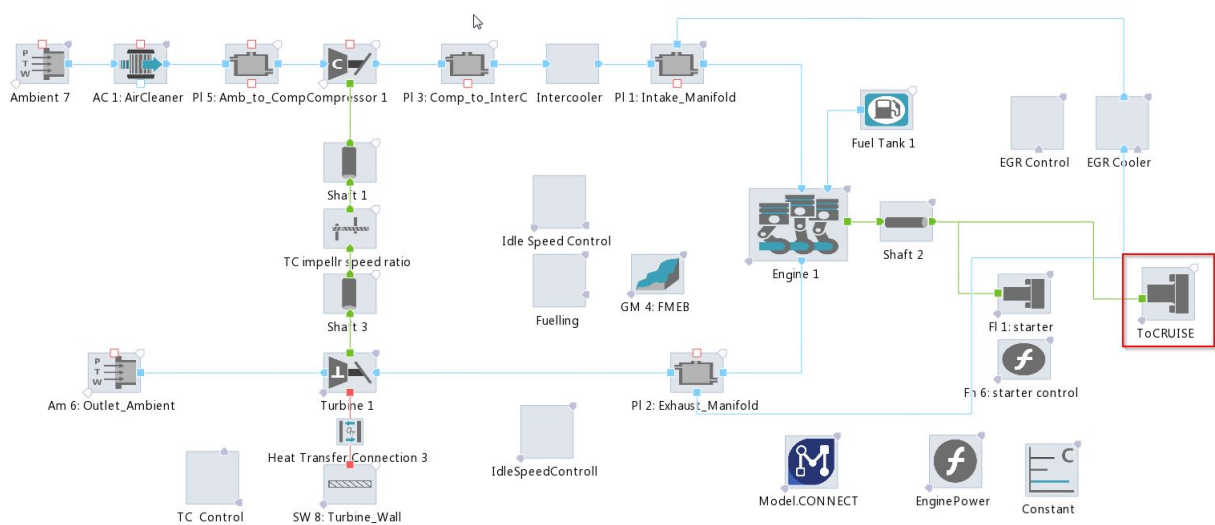 P
T
W
Ambient 7
AC 1: AirCleaner
Pl 5: Amb_to_Comp
C
Compressor 1
Pl 3: Comp_to_InterC
Intercooler
Pl 1: Intake_Manifold
Fuel Tank 1
EGR Control
EGR Cooler
Shaft 1
TC impellr speed ratio
Idle Speed Control
Engine 1
Shaft 2
Shaft 3
Fuelling
GM 4: FMEB
Fl 1: starter
ToCRUISE
P
T
W
Am 6: Outlet_Ambient
T
Turbine 1
Pl 2: Exhaust_Manifold
f
Fn 6: starter control
Heat Transfer Connection 3
IdleSpeedControll
TC Control
SW 8: Turbine_Wall
Model.CONNECT
f
EnginePower
C
Constant